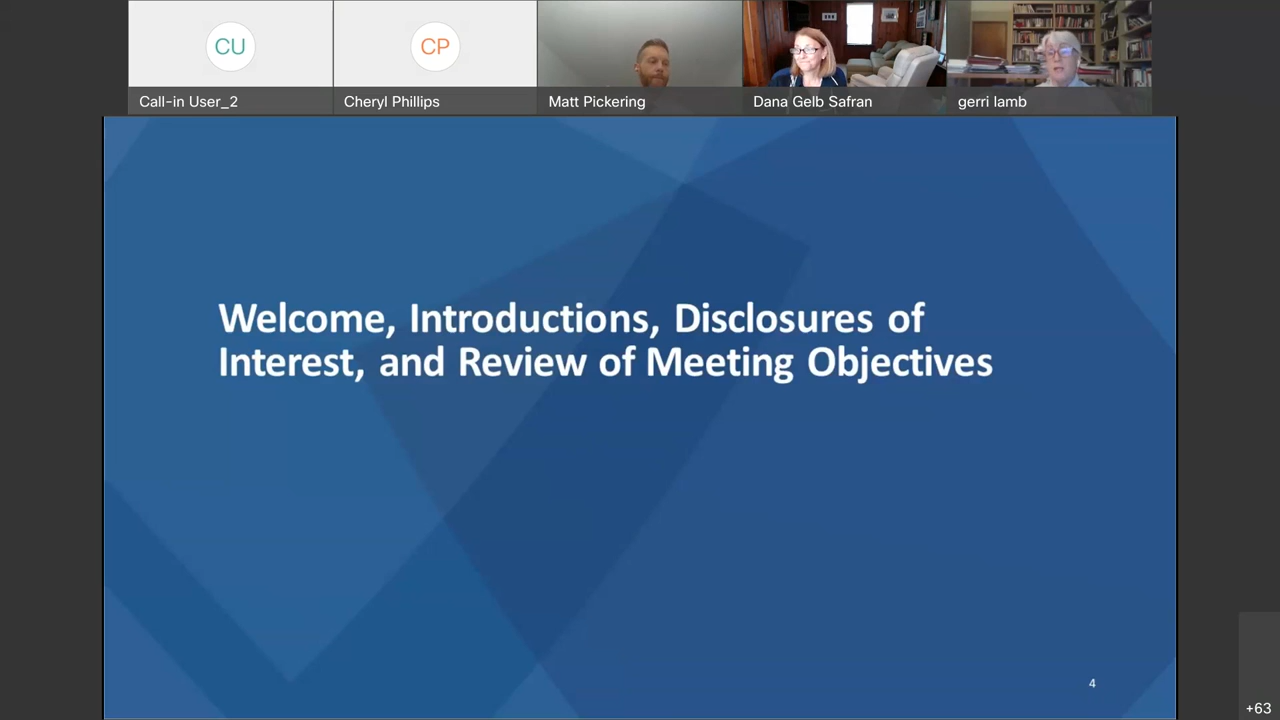 CU
CP
Call-in User_2
Cheryl Phillips
Matt Pickering
Dana Gelb Safran
gerri lamb
Welcome, Introductions, Disclosures of
Interest, and Review of Meeting Objectives
4
+63